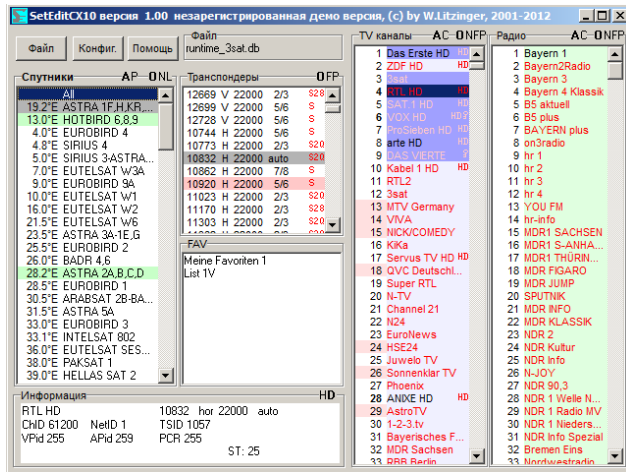 SetEditCX10 версия 1.00 незарегистрированная демо версия, (c) by W.Litzinger, 2001-2012
Файл
Конфиг.
Помощь
Файл
runtime_3sat.db
Спутники AP ONL
All
19.2°E ASTRA 1F,H,KR,...
13.0°E HOTBIRD 6,8,9
4.0°E EUROBIRD 4
4.8°E SIRIUS 4
5.0°E SIRIUS 3-ASTRA...
7.0°E EUTELSAT W3A
9.0°E EUROBIRD 9A
10.0°E EUTELSAT W1
16.0°E EUTELSAT W2
21.5°E EUTELSAT W6
23.5°E ASTRA 3A-1E,G
25.5°E EUROBIRD 2
26.0°E BADR 4,6
28.2°E ASTRA 2A,B,C,D
28.5°E EUROBIRD 1
30.5°E ARABSAT 2B-BA...
31.5°E ASTRA 5A
33.0°E EUROBIRD 3
33.1°E INTELSAT 802
36.0°E EUTELSAT SES...
38.0°E PAKSAT 1
39.0°E HELLAS SAT 2
Транспондеры OFP
12669 V 22000 2/3 S28
12699 V 22000 5/6 S
12728 V 22000 5/6 S
10744 H 22000 5/6 S
10773 H 22000 2/3 S20
10832 H 22000 auto S20
10862 H 22000 7/8 S
10920 H 22000 5/6 S
11023 H 22000 2/3 S20
11170 H 22000 2/3 S28
11303 H 22000 2/3 S20
FAV
Meine Favoriten 1
List 1V
TV каналы AC ONFP
1 Das Erste HD HD
2 ZDF HD HD
3 3sat
4 RTL HD HD
5 SAT.1 HD HD
6 VOX HD HD?
7 ProSieben HD HD
8 arte HD HD
9 DAS VIERTE ?
10 Kabel 1 HD HD
11 RTL2
12 3sat
13 MTV Germany
14 VIVA
15 NICK/COMEDY
16 KiKa
17 Servus TV HD HD
18 QVC Deutschl...
19 Super RTL
20 N-TV
21 Channel 21
22 N24
23 EuroNews
24 HSE24
25 Juwelo TV
26 Sonnenklar TV
27 Phoenix
28 ANIXE HD HD
29 AstroTV
30 1-2-3.tv
31 Bayerisches F...
32 MDR Sachsen
33 RBB Berlin
Радио AC ONFP
1 Bayern 1
2 Bayern2Radio
3 Bayern 3
4 Bayern 4 Klassik
5 B5 aktuell
6 B5 plus
7 BAYERN plus
8 on3radio
9 hr 1
10 hr 2
11 hr 3
12 hr 4
13 YOU FM
14 hr-info
15 MDR1 SACHSEN
16 MDR1 S-ANHA...
17 MDR1 THÜRIN...
18 MDR FIGARO
19 MDR JUMP
20 SPUTNIK
21 MDR INFO
22 MDR KLASSIK
23 NDR 2
24 NDR Kultur
25 NDR Info
26 N-JOY
27 NDR 90,3
28 NDR 1 Welle N...
29 NDR 1 Radio MV
30 NDR 1 Nieders...
31 NDR Info Spezial
32 Bremen Eins
33 Nordwestradio
Информация HD
RTL HD 10832 hor 22000 auto
ChID 61200 NetID 1 TSID 1057
VPid 255 APid 259 PCR 255
ST: 25